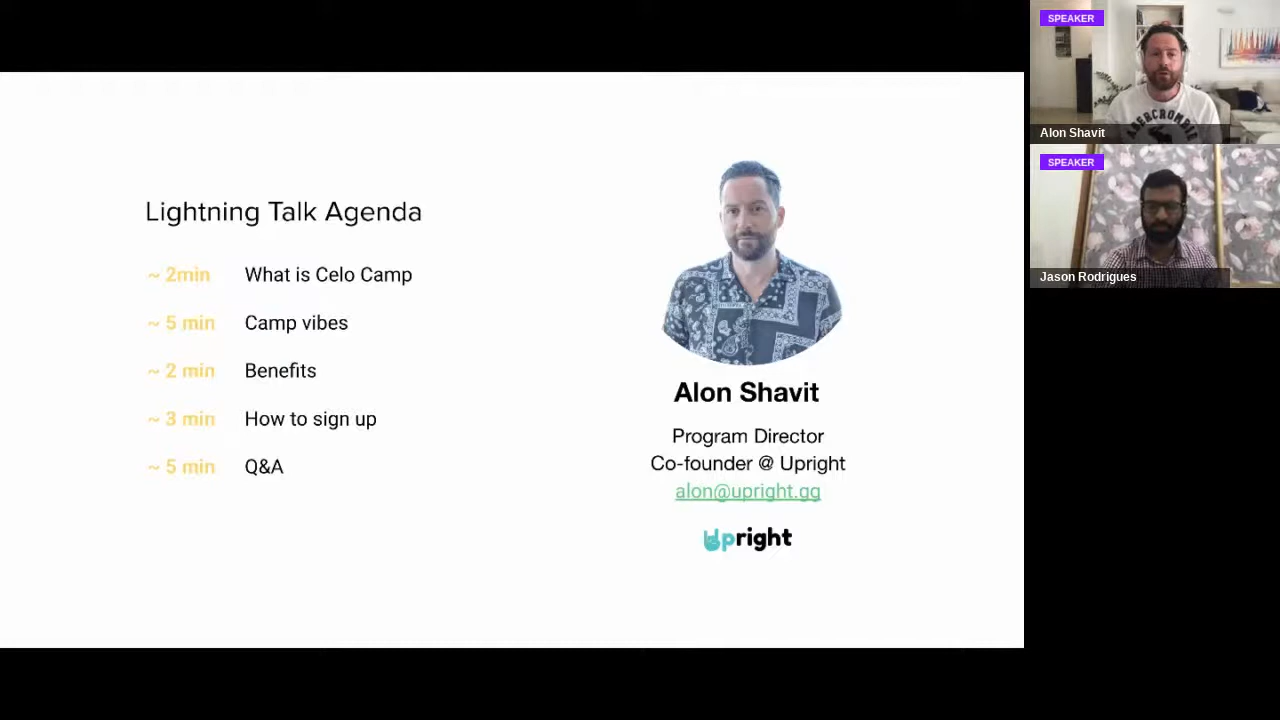 Lightning Talk Agenda
~ 2min What is Celo Camp
~ 5 min Camp vibes
~ 2 min Benefits
~ 3 min How to sign up
~ 5 min Q&A
Alon Shavit
Program Director
Co-founder @ Upright
alon@upright.gg
Upright
SPEAKER
ABERCROMBIE
Alon Shavit
SPEAKER
Jason Rodrigues